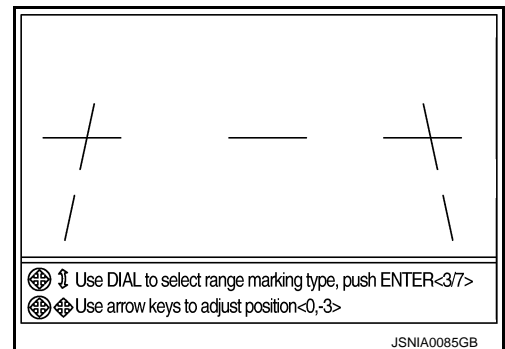 Use DIAL to select range marking type, push ENTER<3/7>
Use arrow keys to adjust position<0,-3>
JSNIA0085GB